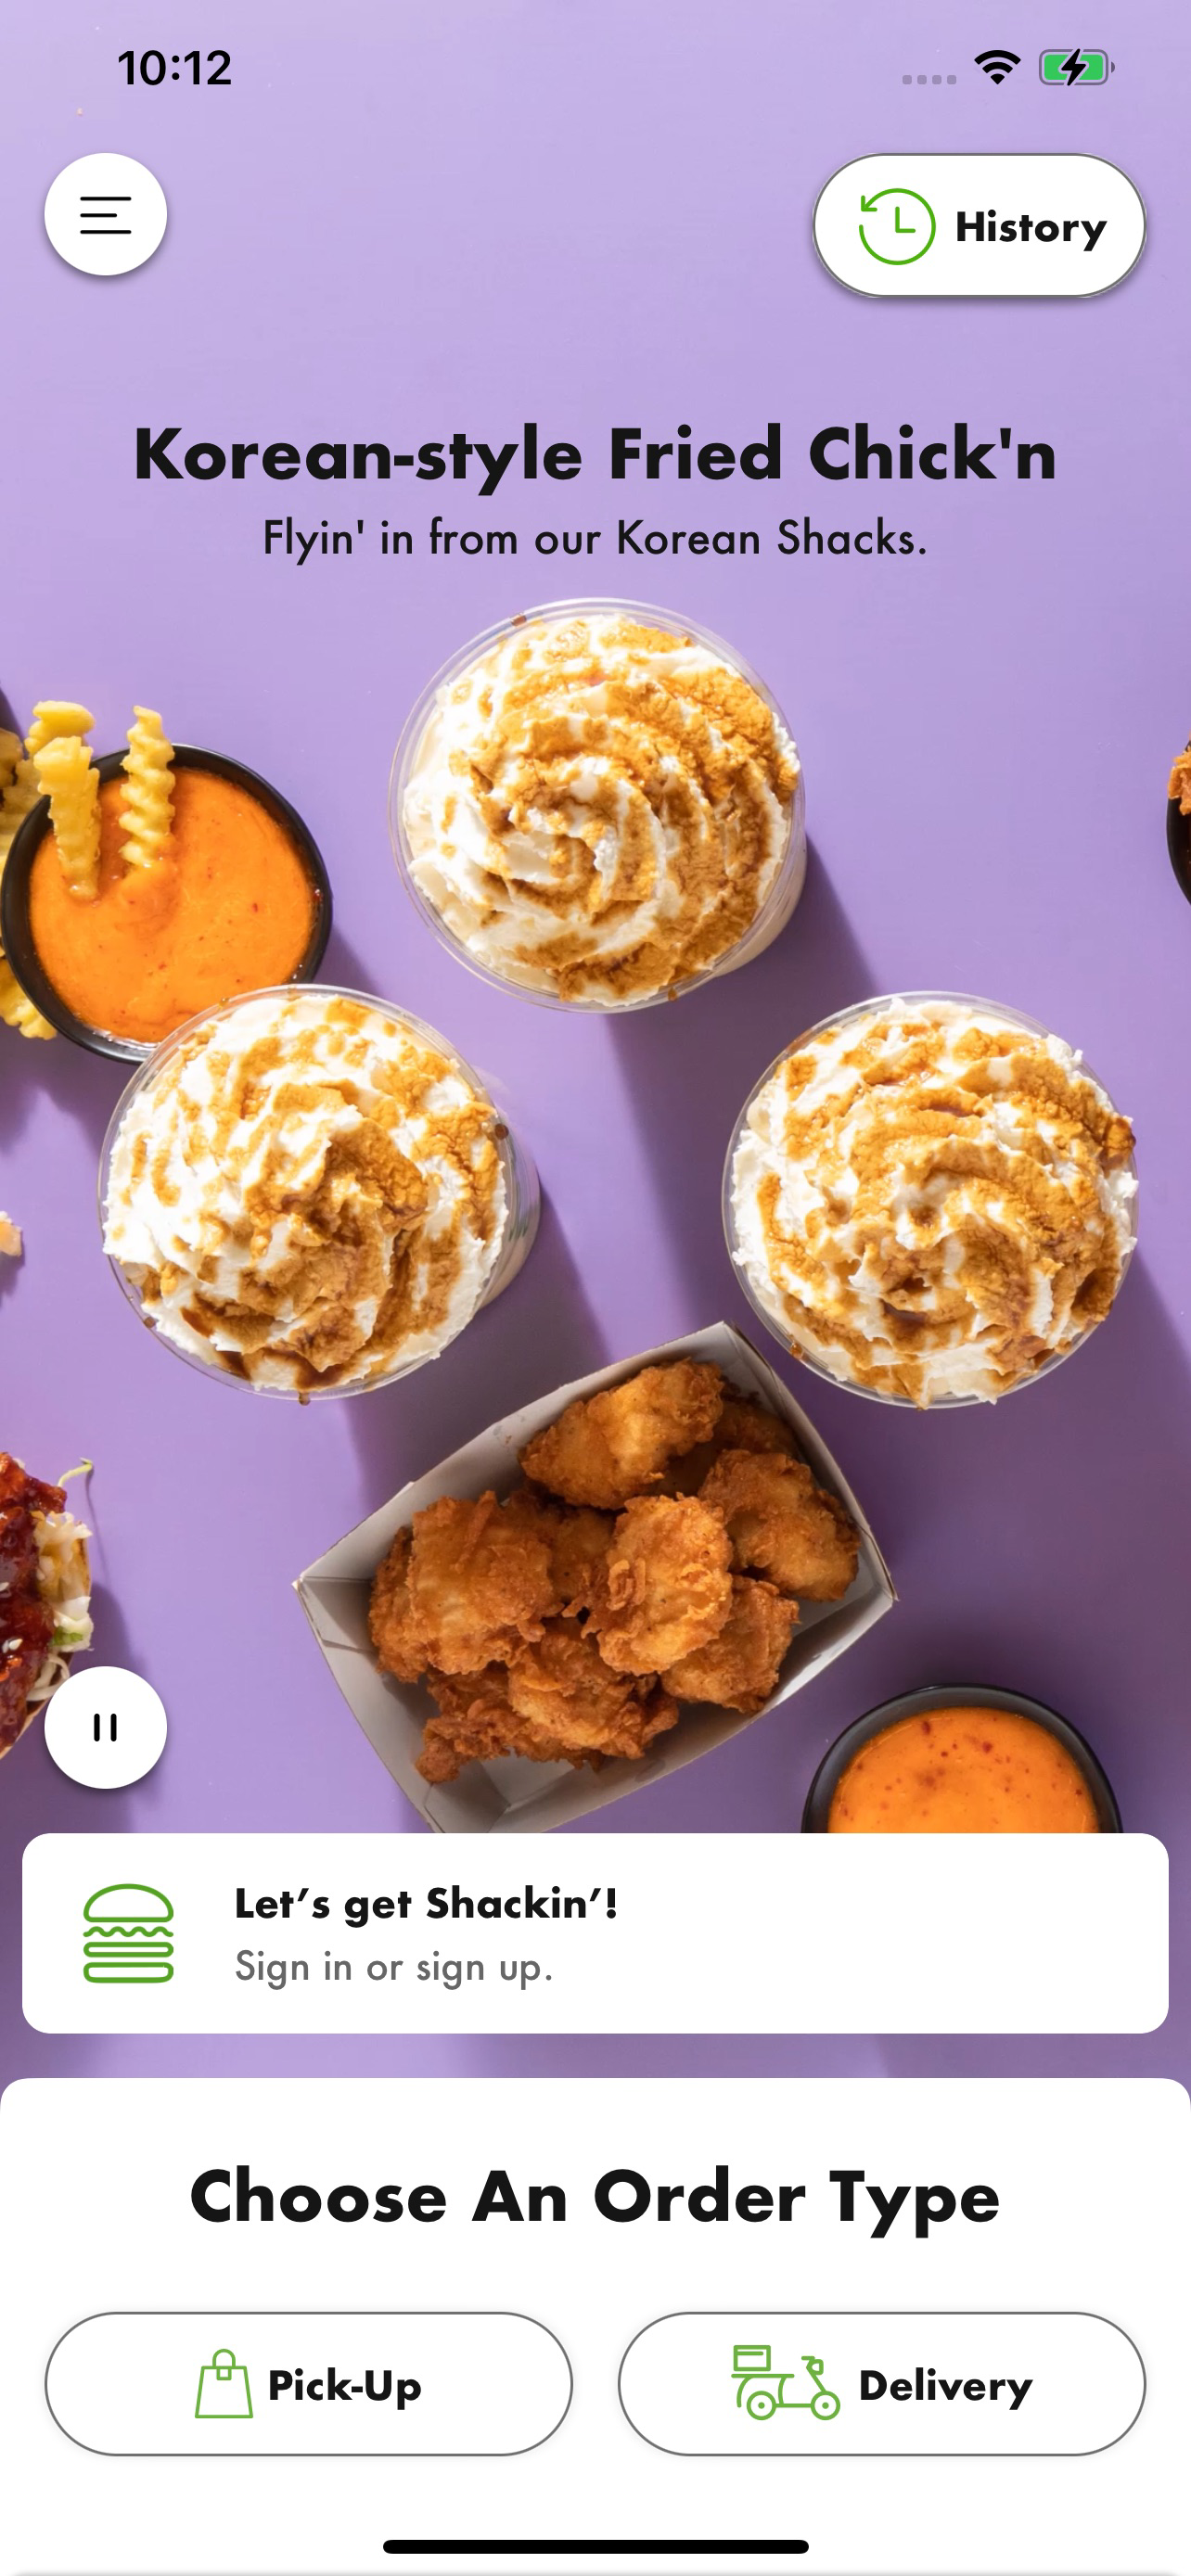 10:12
History
Korean-style Fried Chick'n
Flyin' in from our Korean Shacks.
Let’s get Shackin’!
Sign in or sign up.
Choose An Order Type
Pick-Up
Delivery